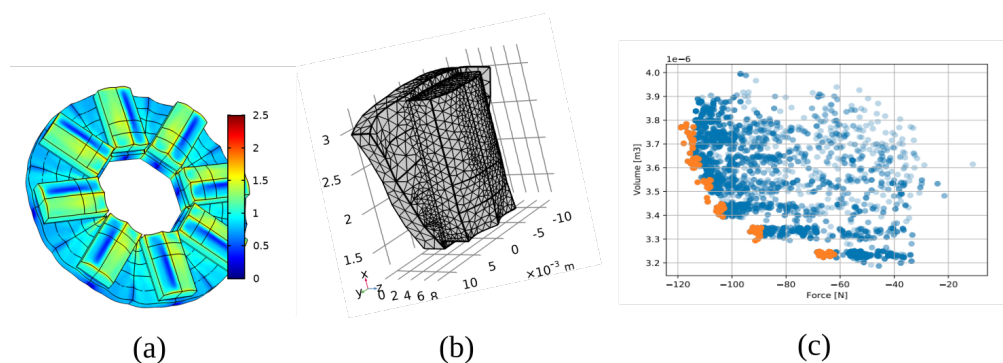 2.5
2
1.5
1
0.5
0
3
2.5
2
1.5
x
y z
0 2 4 6 8
10
5
0
-5
-10
×10⁻³ m
1e−6
4.0
3.9
3.8
3.7
3.6
3.5
3.4
3.3
3.2
Volume [m3]
−120 −100 −80 −60 −40 −20
Force [N]
(a) (b) (c)